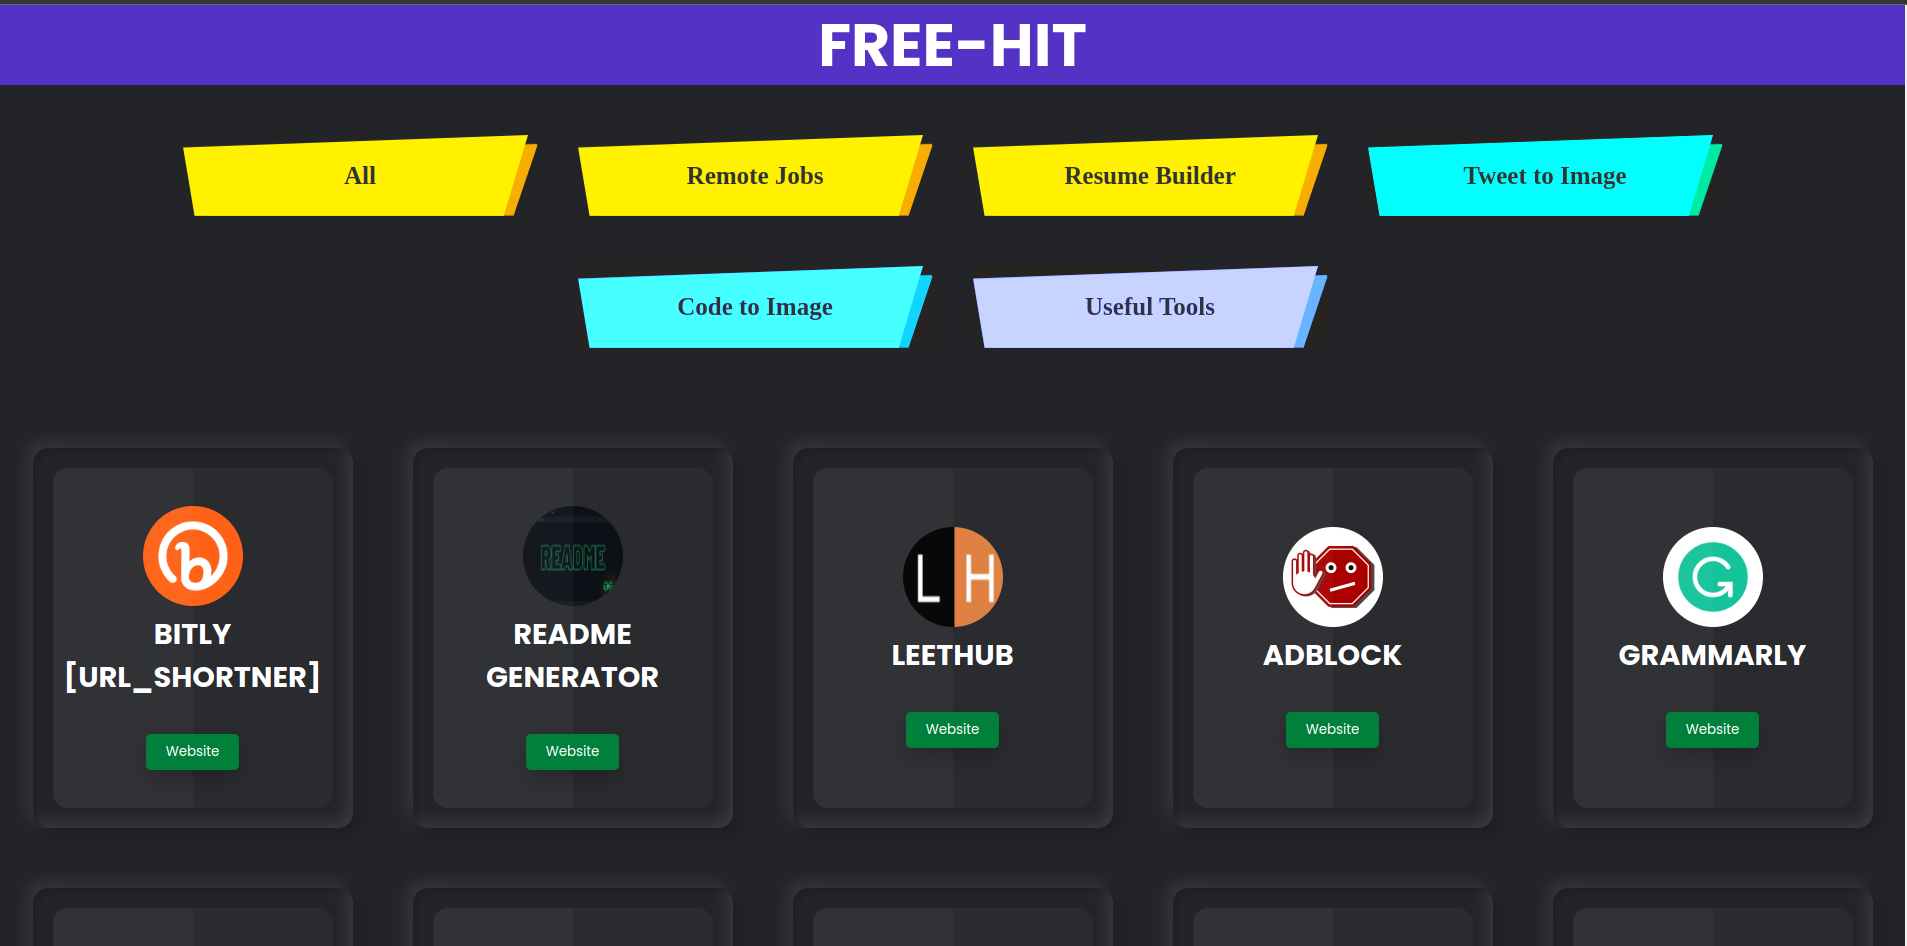 FREE-HIT
All
Remote Jobs
Resume Builder
Tweet to Image
Code to Image
Useful Tools
README
L H
G
BITLY
[URL_SHORTNER]
Website
README
GENERATOR
Website
LEETHUB
Website
ADBLOCK
Website
GRAMMARLY
Website